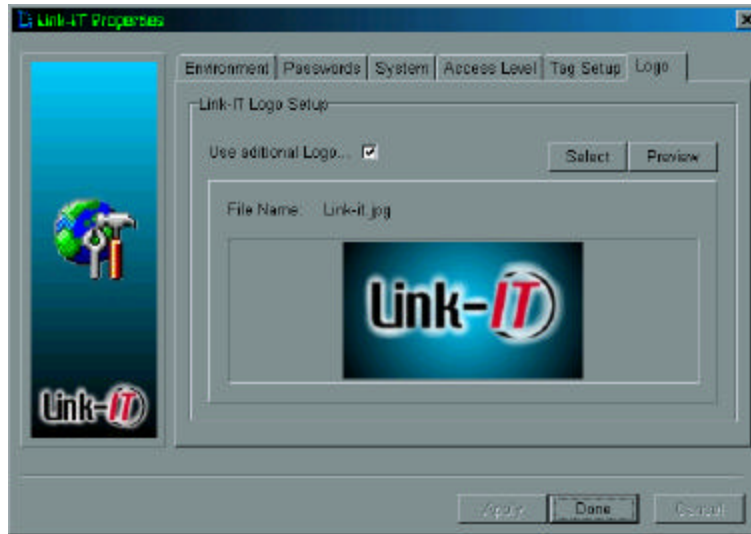 Link-IT Properties
Environment Passwords System Access Level Tag Setup Logo
Link-IT Logo Setup
Use aditional Logo...
Select Preview
File Name: Link-it.jpg
Link-IT
Link-IT
Apply Done Cancel